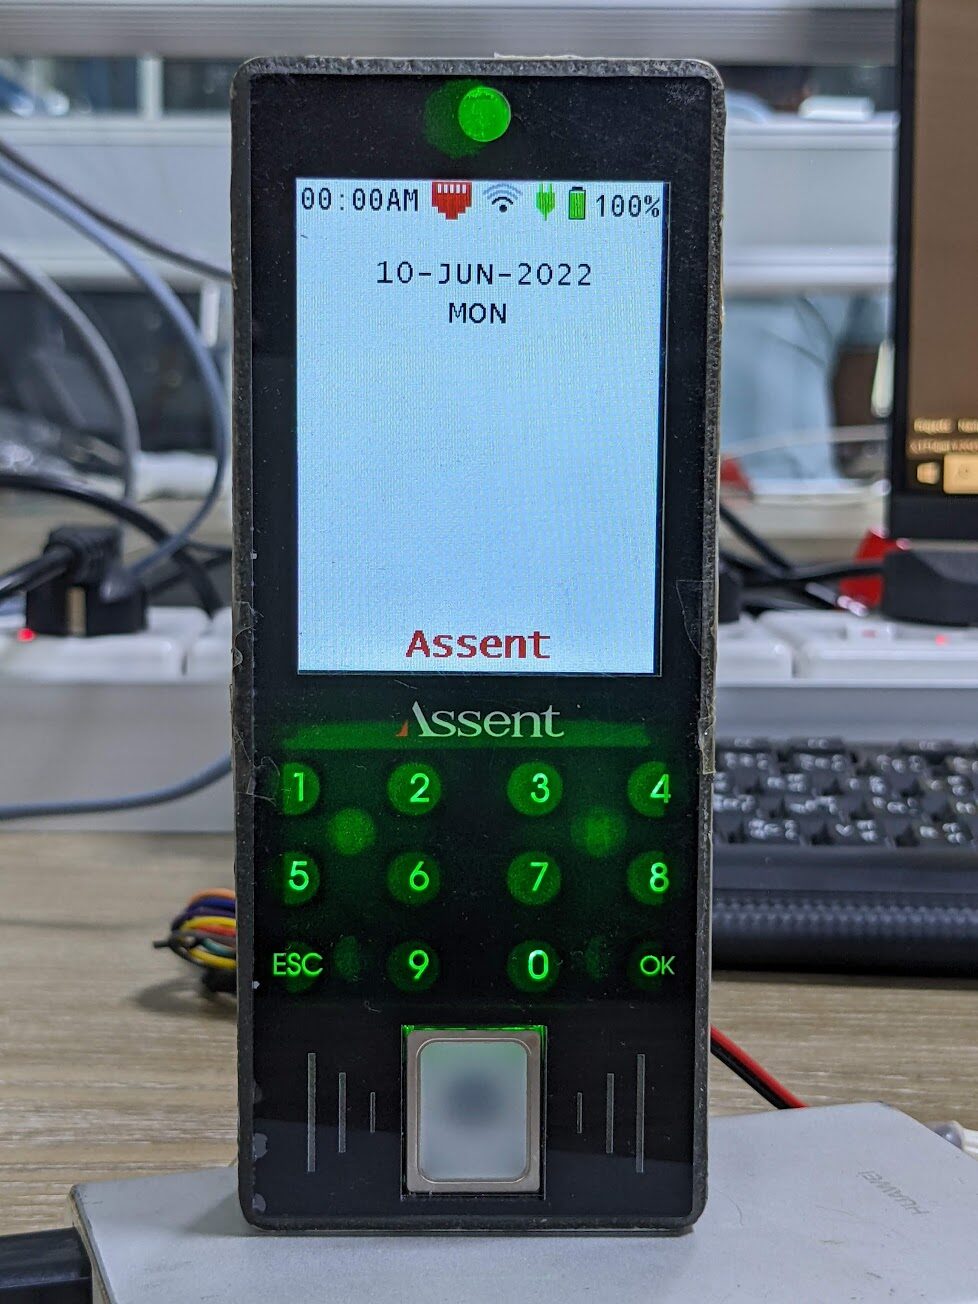 00:00AM 100%
10-JUN-2022
MON
Assent
Assent
1 2 3 4
5 6 7 8
ESC 9 0 OK
HUAWEI